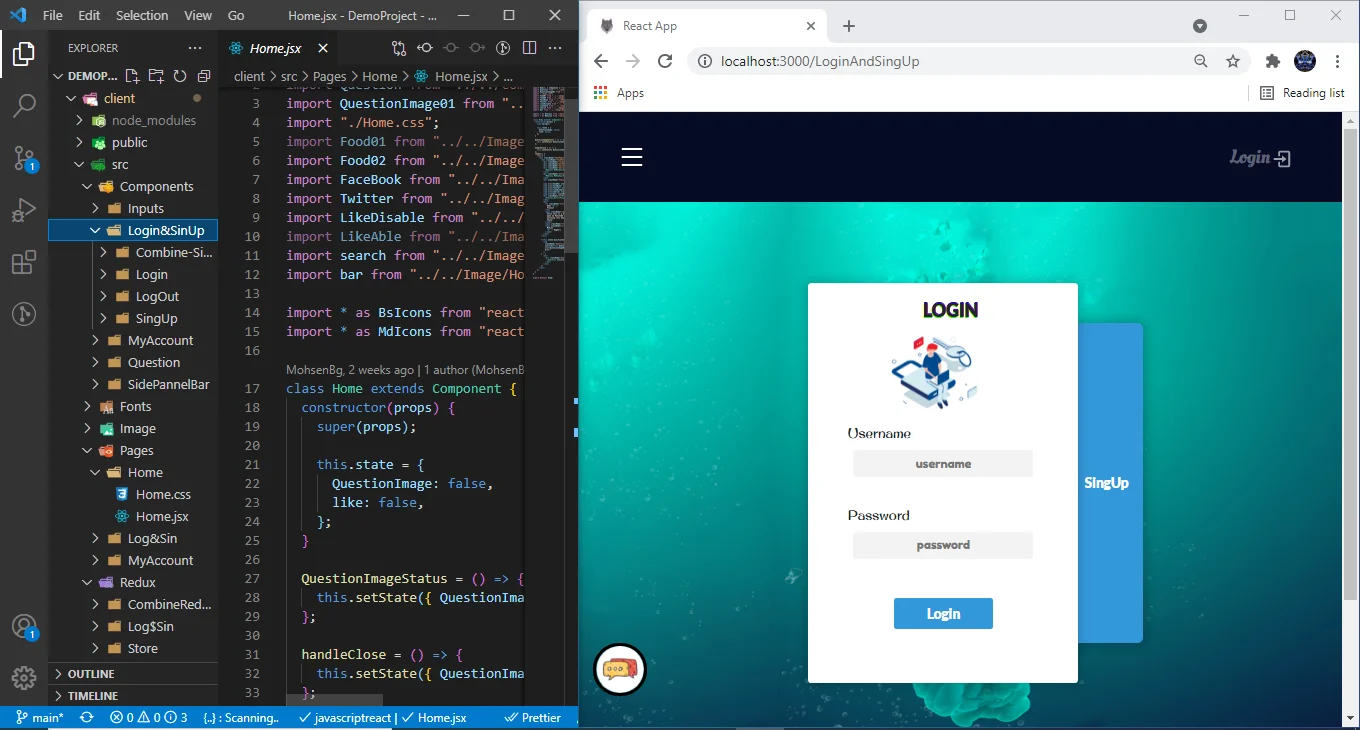 File Edit Selection View Go Home.jsx - DemoProject - ...
EXPLORER
DEMOP...
client
node_modules
public
src
Components
Inputs
Login&SinUp
Combine-Si...
Login
LogOut
SingUp
MyAccount
Question
SidePannelBar
Fonts
Image
Pages
Home
Home.css
Home.jsx
Log&Sin
MyAccount
Redux
CombineRed...
Log$Sin
Store
OUTLINE
TIMELINE
Home.jsx
client > src > Pages > Home > Home.jsx > ...
3 import QuestionImage01 from "..
4 import "./Home.css";
5 import Food01 from "../../Image
6 import Food02 from "../../Image
7 import FaceBook from "../../Ima
8 import Twitter from "../../Imag
9 import LikeDisable from "../../
10 import LikeAble from "../../Ima
11 import search from "../../Image
12 import bar from "../../Image/Ho
13
14 import * as BsIcons from "react
15 import * as MdIcons from "react
16
MohsenBg, 2 weeks ago | 1 author (MohsenB
17 class Home extends Component {
18 constructor(props) {
19 super(props);
20
21 this.state = {
22 QuestionImage: false,
23 like: false,
24 };
25 }
26
27 QuestionImageStatus = () => {
28 this.setState({ QuestionIma
29 };
30
31 handleClose = () => {
32 this.setState({ QuestionIma
33 };
1
1
main* 0 0 3 {..} : Scanning.. javascriptreact | Home.jsx Prettier
React App
localhost:3000/LoginAndSingUp
Apps
Reading list
Login
LOGIN
Username
username
Password
password
Login
SingUp